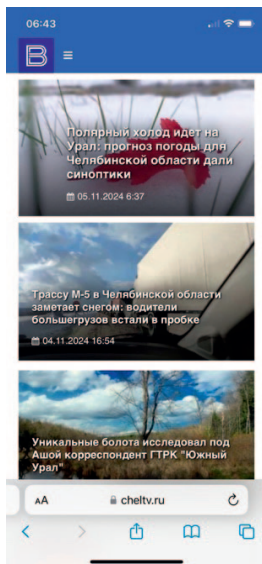 06:43
B
Полярный холод идет на
Урал: прогноз погоды для
Челябинской области дали
синоптики
05.11.2024 6:37
Трассу М-5 в Челябинской области
заметает снегом: водители
большегрузов встали в пробке
04.11.2024 16:54
Уникальные болота исследовал под
Ашой корреспондент ГТРК "Южный
Урал"
AA cheltv.ru